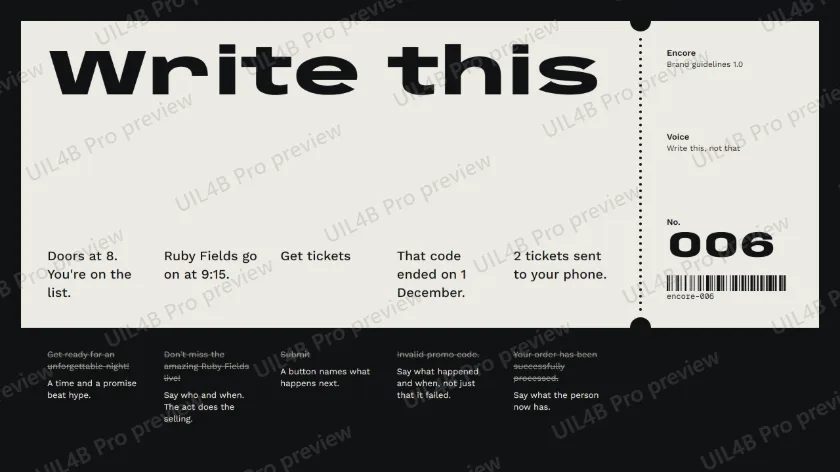 Write this
Encore
Brand guidelines 1.0
Voice
Write this, not that
No.
006
encore-006
Doors at 8.
You're on the
list.
Ruby Fields go
on at 9:15.
Get tickets
That code
ended on 1
December.
2 tickets sent
to your phone.
Get ready for an
unforgettable night!
A time and a promise
beat hype.
Don't miss the
amazing Ruby Fields
live!
Say who and when.
The act does the
selling.
Submit
A button names what
happens next.
Invalid promo code.
Say what happened
and when, not just
that it failed.
Your order has been
successfully
processed.
Say what the person
now has.
UIL4B Pro preview